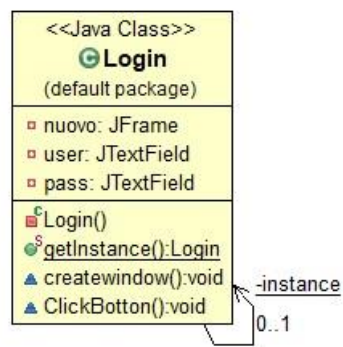 <<Java Class>>
Login
(default package)
nuovo: JFrame
user: JTextField
pass: JTextField
Login()
getInstance():Login
createwindow():void
ClickBotton():void
-instance
0..1